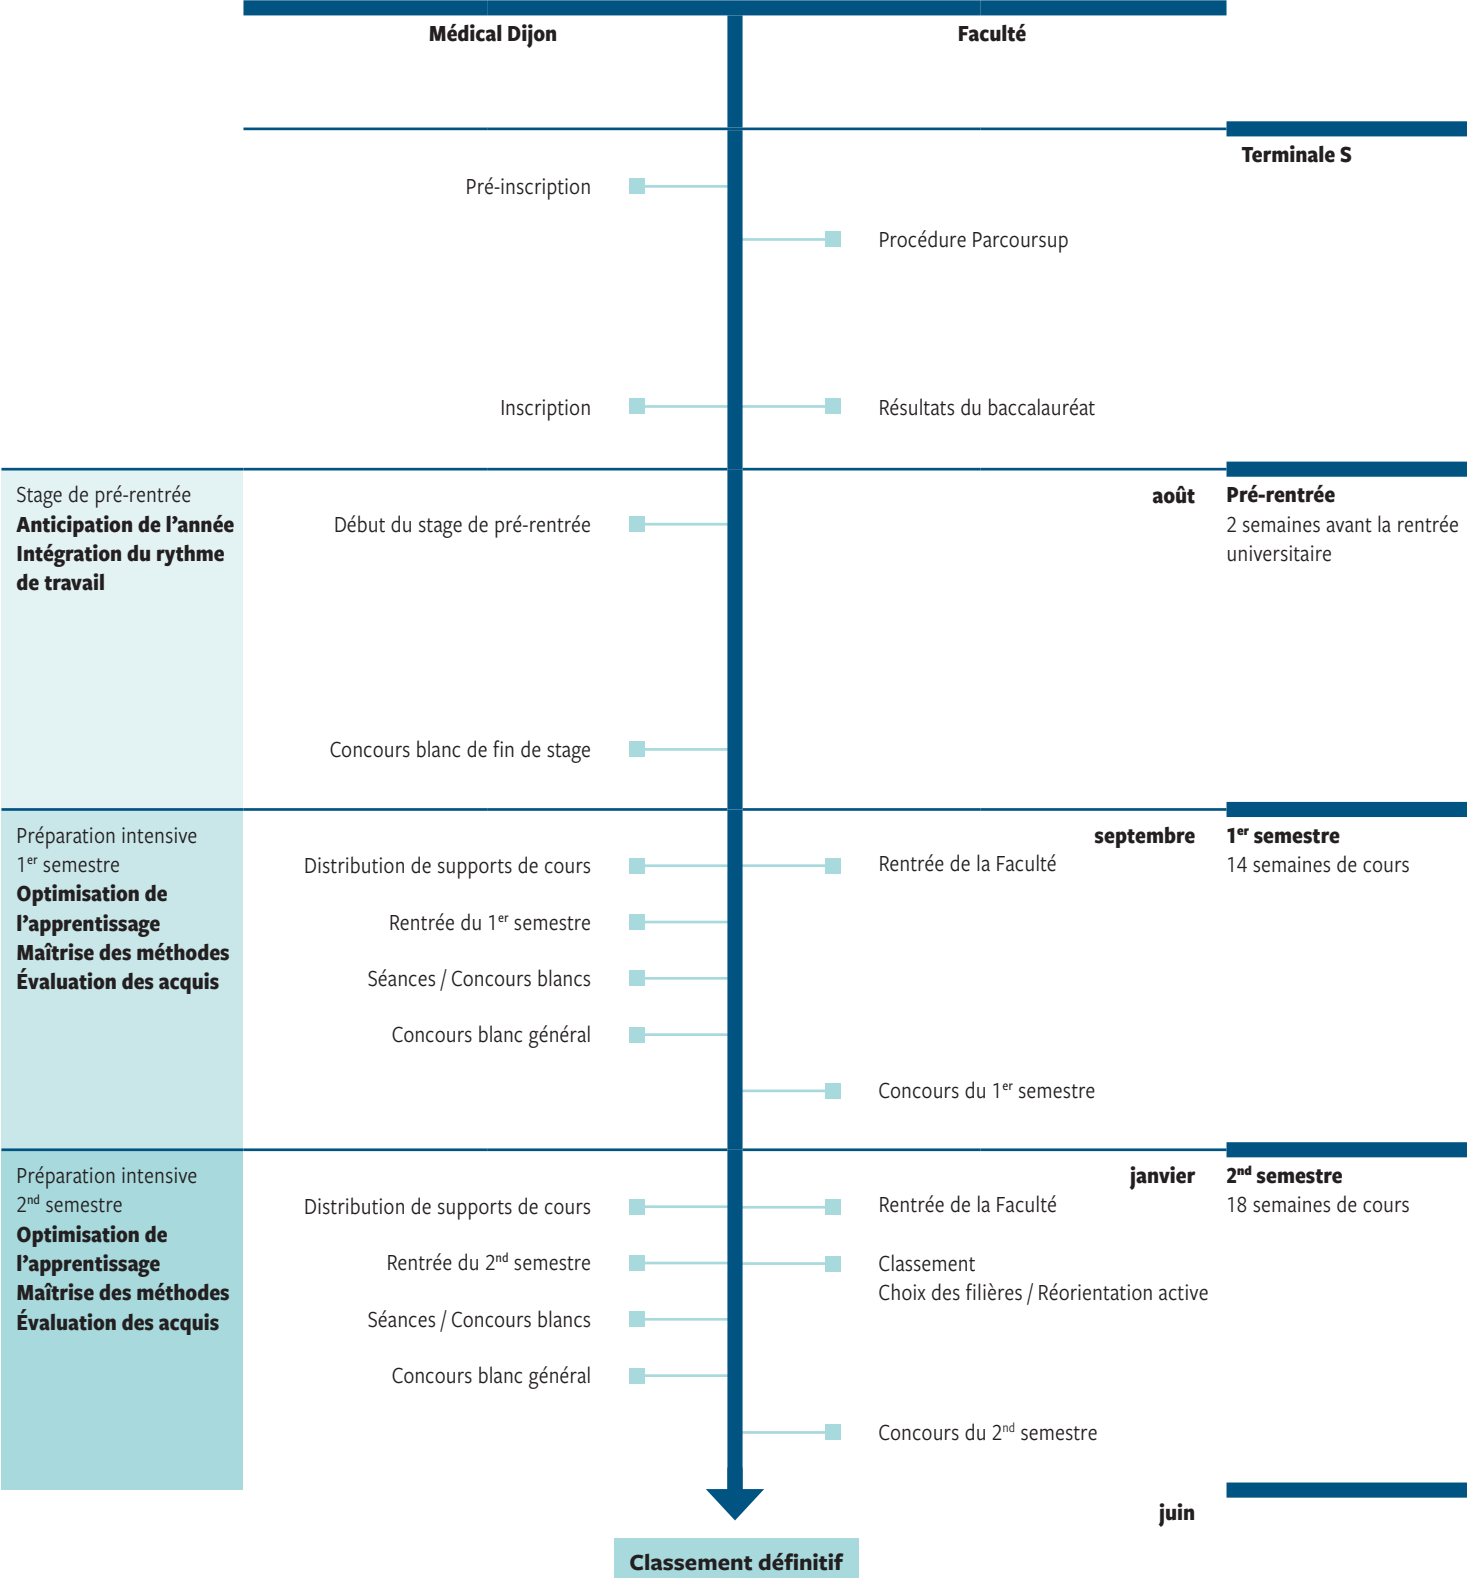 Médical Dijon
Faculté
Terminale S
Pré-inscription
Procédure Parcoursup
Inscription
Résultats du baccalauréat
Stage de pré-rentrée
Anticipation de l’année
Intégration du rythme
de travail
Début du stage de pré-rentrée
août
Pré-rentrée
2 semaines avant la rentrée
universitaire
Concours blanc de fin de stage
Préparation intensive
1er semestre
Optimisation de
l’apprentissage
Maîtrise des méthodes
Évaluation des acquis
Distribution de supports de cours
Rentrée du 1er semestre
Séances / Concours blancs
Concours blanc général
septembre
Rentrée de la Faculté
1er semestre
14 semaines de cours
Concours du 1er semestre
Préparation intensive
2nd semestre
Optimisation de
l’apprentissage
Maîtrise des méthodes
Évaluation des acquis
Distribution de supports de cours
Rentrée du 2nd semestre
Séances / Concours blancs
Concours blanc général
janvier
Rentrée de la Faculté
2nd semestre
18 semaines de cours
Classement
Choix des filières / Réorientation active
Concours du 2nd semestre
juin
Classement définitif